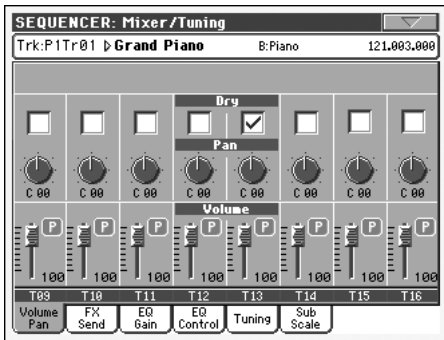 SEQUENCER: Mixer/Tuning
Trk:P1Tr01 Grand Piano B:Piano 121.003.000
Dry
Pan
C 00 C 00 C 00 C 00 C 00 C 00 C 00 C 00
Volume
P P P P P P P P
100 100 100 100 100 100 100 100
T09 T10 T11 T12 T13 T14 T15 T16
Volume Pan FX Send EQ Gain EQ Control Tuning Sub Scale